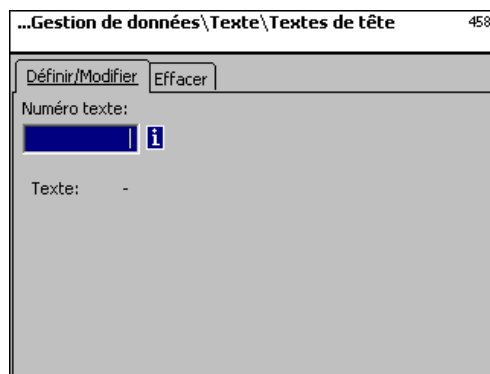 ...Gestion de données\Texte\Textes de tête 458
Définir/Modifier Effacer
Numéro texte:
i
Texte: -